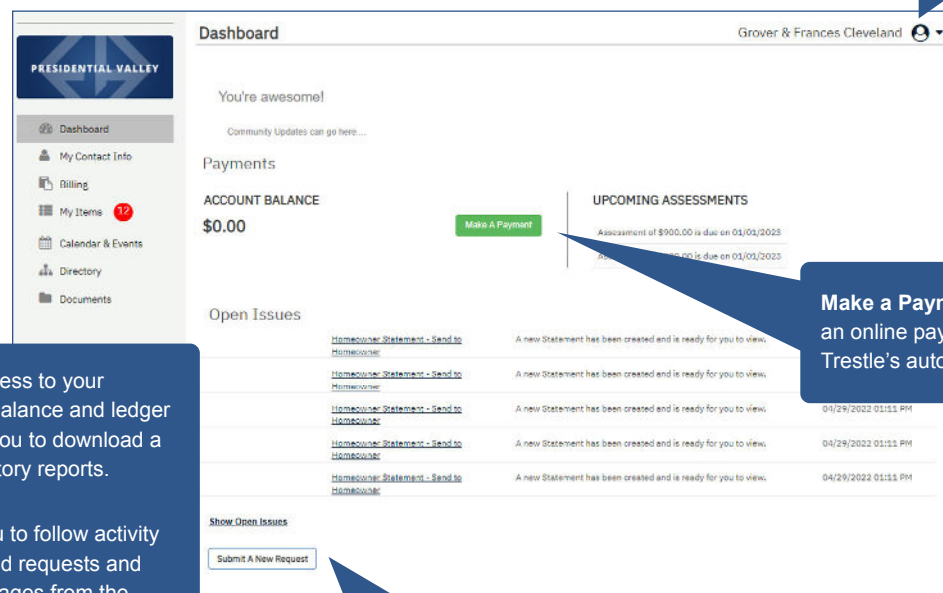 Dashboard
Grover & Frances Cleveland
PRESIDENTIAL VALLEY
You're awesome!
Community Updates can go here....
Dashboard
My Contact Info
Billing
My Items 12
Calendar & Events
Directory
Documents
Payments
ACCOUNT BALANCE
$0.00
Make A Payment
UPCOMING ASSESSMENTS
Assessment of $900.00 is due on 01/01/2023
00.00 is due on 01/01/2023
Make a Paym
an online pay
Trestle's auto
Open Issues
Homeowner Statement - Send to
Homeowner
A new Statement has been created and is ready for you to view.
Homeowner Statement - Send to
Homeowner
A new Statement has been created and is ready for you to view.
Homeowner Statement - Send to
Homeowner
A new Statement has been created and is ready for you to view.
04/29/2022 01:11 PM
Homeowner Statement - Send to
Homeowner
A new Statement has been created and is ready for you to view.
04/29/2022 01:11 PM
Homeowner Statement - Send to
Homeowner
A new Statement has been created and is ready for you to view.
04/29/2022 01:11 PM
Show Open Issues
Submit A New Request
ess to your
alance and ledger
you to download a
tory reports.
u to follow activity
d requests and
ages from the